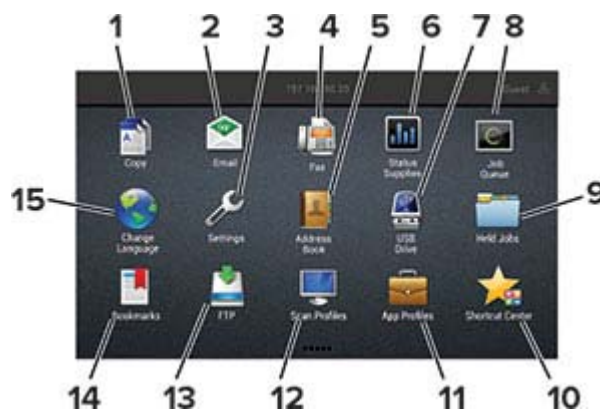 1 2 3 4 5 6 7 8
Guest
Copy Email Fax Status Supplies Job Queue
15 9
Change Language Settings Address Book USB Drive Held Jobs
Bookmarks FTP Scan Profiles App Profiles Shortcut Center
14 13 12 11 10